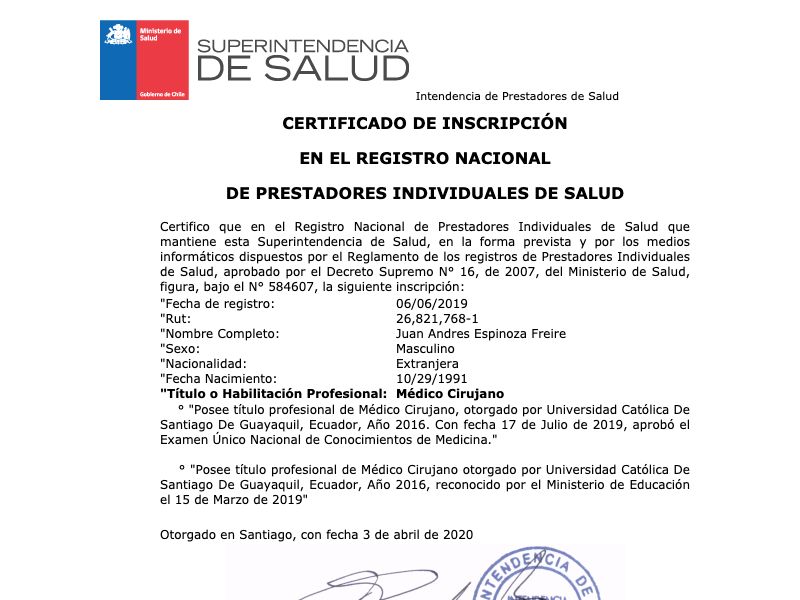 Ministerio de
Salud
Gobierno de Chile
SUPERINTENDENCIA
DE SALUD
Intendencia de Prestadores de Salud
CERTIFICADO DE INSCRIPCIÓN
EN EL REGISTRO NACIONAL
DE PRESTADORES INDIVIDUALES DE SALUD
Certifico que en el Registro Nacional de Prestadores Individuales de Salud que
mantiene esta Superintendencia de Salud, en la forma prevista y por los medios
informáticos dispuestos por el Reglamento de los registros de Prestadores Individuales
de Salud, aprobado por el Decreto Supremo N° 16, de 2007, del Ministerio de Salud,
figura, bajo el N° 584607, la siguiente inscripción:
"Fecha de registro: 06/06/2019
"Rut: 26,821,768-1
"Nombre Completo: Juan Andres Espinoza Freire
"Sexo: Masculino
"Nacionalidad: Extranjera
"Fecha Nacimiento: 10/29/1991
"Título o Habilitación Profesional: Médico Cirujano
° "Posee título profesional de Médico Cirujano, otorgado por Universidad Católica De
Santiago De Guayaquil, Ecuador, Año 2016. Con fecha 17 de Julio de 2019, aprobó el
Examen Único Nacional de Conocimientos de Medicina."
° "Posee título profesional de Médico Cirujano otorgado por Universidad Católica De
Santiago De Guayaquil, Ecuador, Año 2016, reconocido por el Ministerio de Educación
el 15 de Marzo de 2019"
Otorgado en Santiago, con fecha 3 de abril de 2020
INTENDENCIA DE